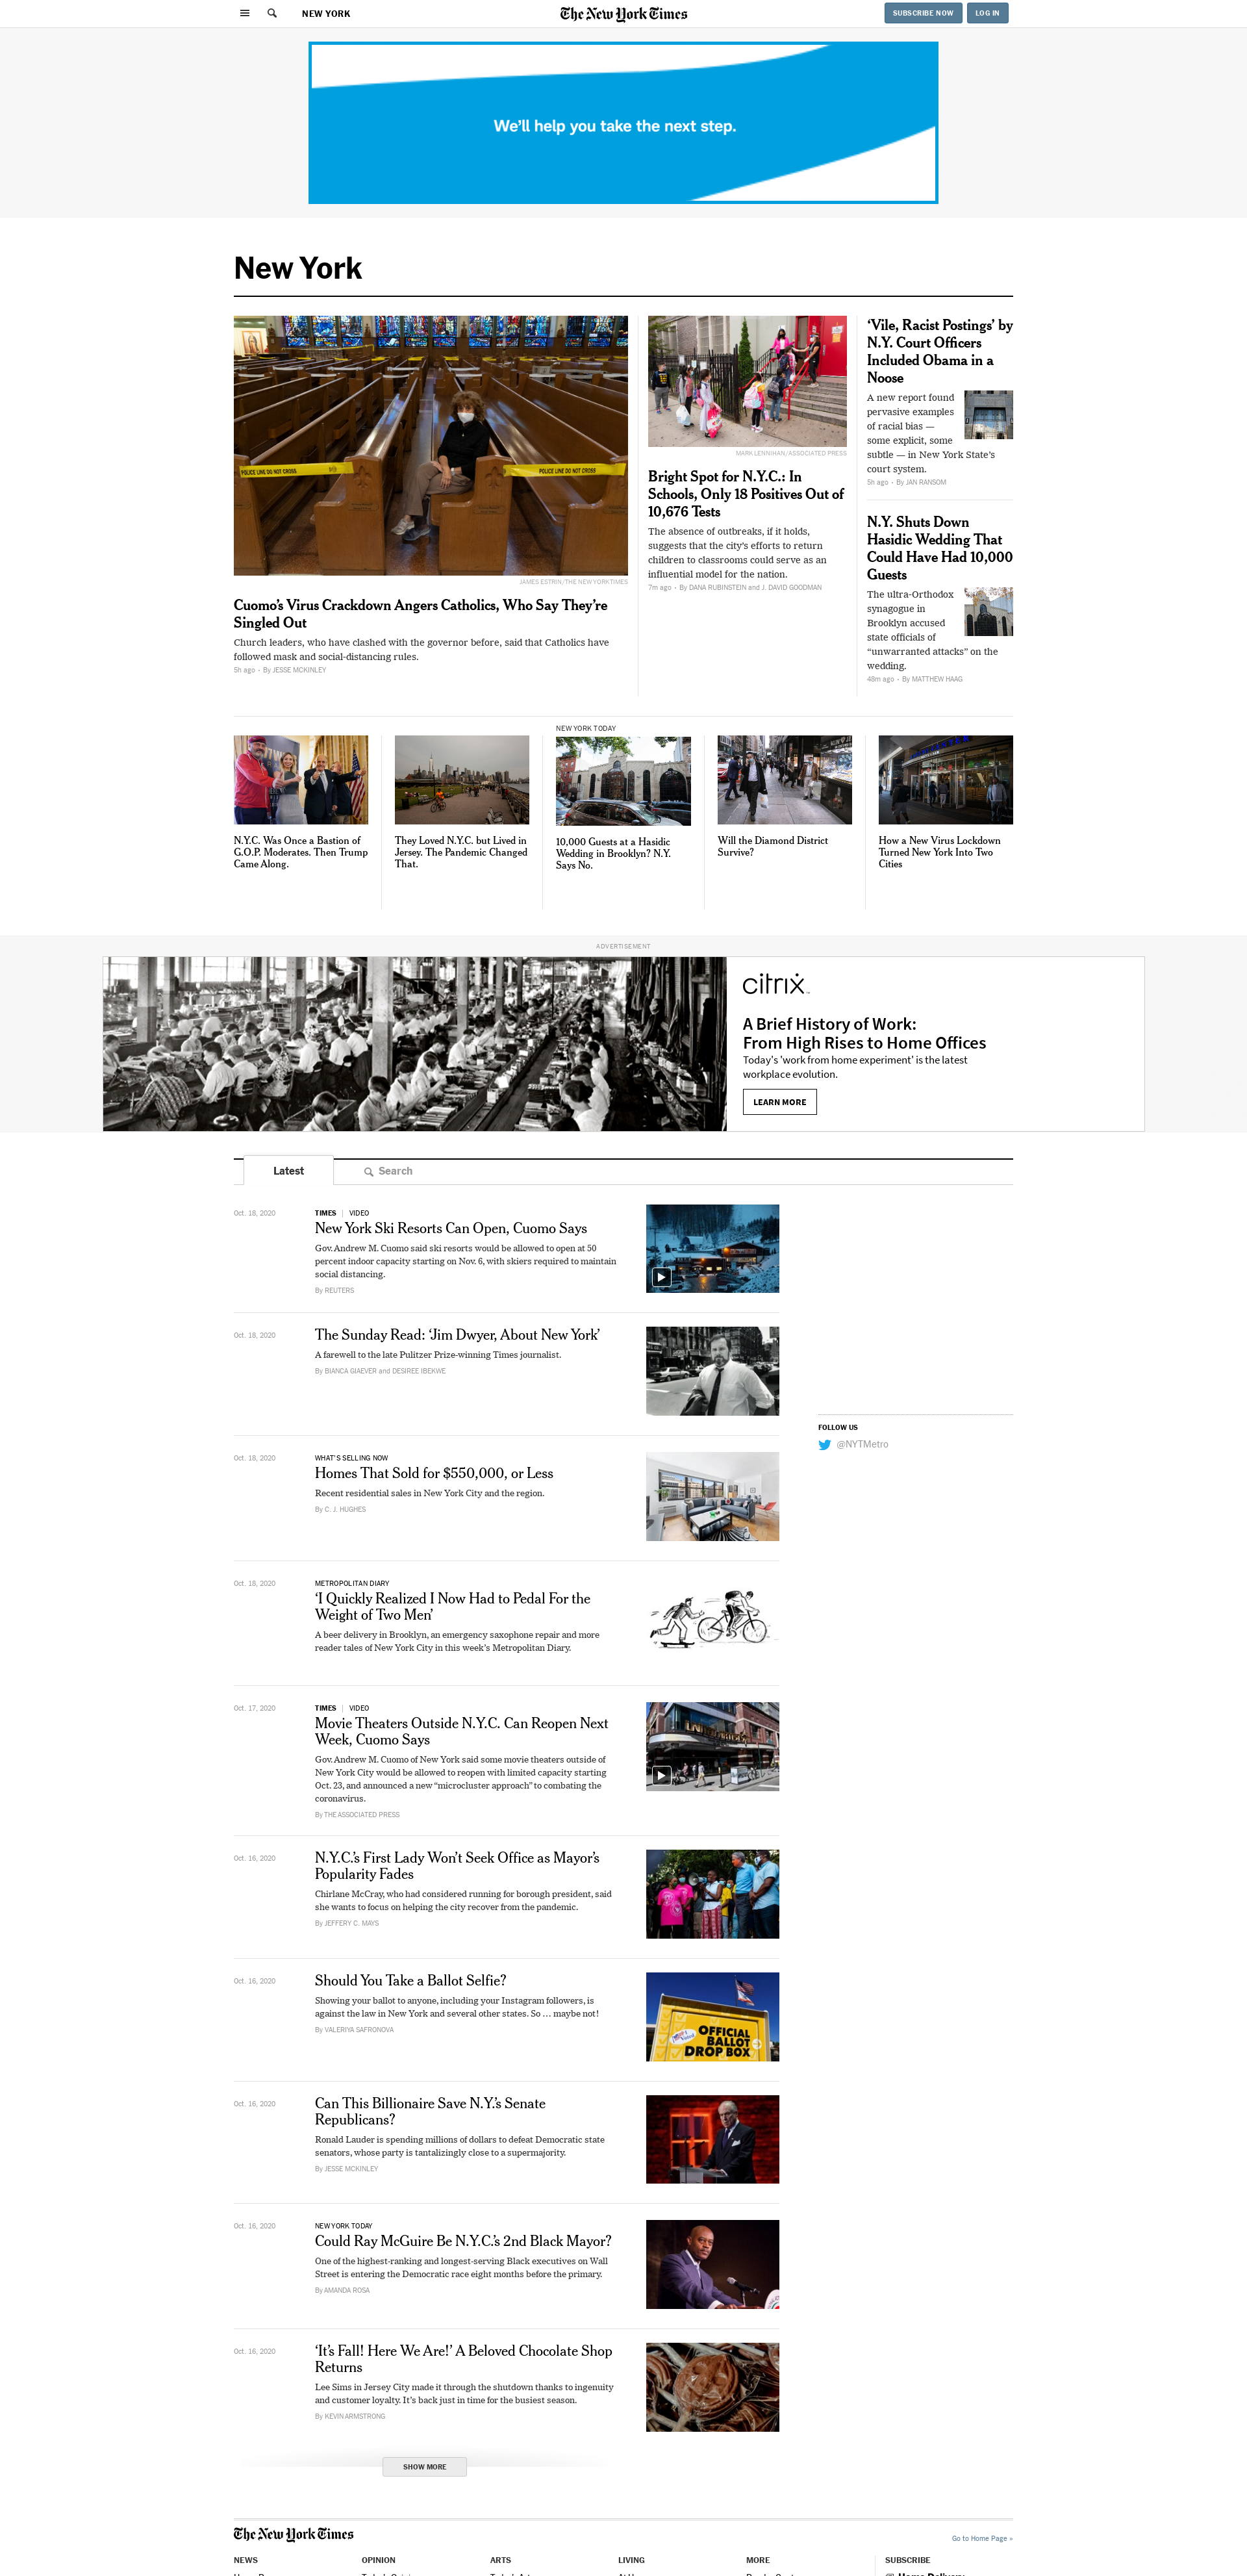 NEW YORK
The New York Times
SUBSCRIBE NOW
LOG IN
We'll help you take the next step.
New York
JAMES ESTRIN/THE NEW YORK TIMES
Cuomo's Virus Crackdown Angers Catholics, Who Say They're
Singled Out
Church leaders, who have clashed with the governor before, said that Catholics have
followed mask and social-distancing rules.
5h ago • By JESSE MCKINLEY
MARK LENNIHAN/ASSOCIATED PRESS
Bright Spot for N.Y.C.: In
Schools, Only 18 Positives Out of
10,676 Tests
The absence of outbreaks, if it holds,
suggests that the city's efforts to return
children to classrooms could serve as an
influential model for the nation.
7m ago • By DANA RUBINSTEIN and J. DAVID GOODMAN
‘Vile, Racist Postings’ by
N.Y. Court Officers
Included Obama in a
Noose
A new report found
pervasive examples
of racial bias —
some explicit, some
subtle — in New York State's
court system.
5h ago • By JAN RANSOM
N.Y. Shuts Down
Hasidic Wedding That
Could Have Had 10,000
Guests
The ultra-Orthodox
synagogue in
Brooklyn accused
state officials of
“unwarranted attacks” on the
wedding.
48m ago • By MATTHEW HAAG
N.Y.C. Was Once a Bastion of
G.O.P. Moderates. Then Trump
Came Along.
They Loved N.Y.C. but Lived in
Jersey. The Pandemic Changed
That.
NEW YORK TODAY
10,000 Guests at a Hasidic
Wedding in Brooklyn? N.Y.
Says No.
Will the Diamond District
Survive?
How a New Virus Lockdown
Turned New York Into Two
Cities
ADVERTISEMENT
citrix
A Brief History of Work:
From High Rises to Home Offices
Today's 'work from home experiment' is the latest
workplace evolution.
LEARN MORE
Latest
Search
Oct. 18, 2020
TIMES | VIDEO
New York Ski Resorts Can Open, Cuomo Says
Gov. Andrew M. Cuomo said ski resorts would be allowed to open at 50
percent indoor capacity starting on Nov. 6, with skiers required to maintain
social distancing.
By REUTERS
Oct. 18, 2020
The Sunday Read: ‘Jim Dwyer, About New York’
A farewell to the late Pulitzer Prize-winning Times journalist.
By BIANCA GIAEVER and DESIREE IBEKWE
FOLLOW US
@NYTMetro
Oct. 18, 2020
WHAT'S SELLING NOW
Homes That Sold for $550,000, or Less
Recent residential sales in New York City and the region.
By C. J. HUGHES
Oct. 18, 2020
METROPOLITAN DIARY
‘I Quickly Realized I Now Had to Pedal For the
Weight of Two Men’
A beer delivery in Brooklyn, an emergency saxophone repair and more
reader tales of New York City in this week's Metropolitan Diary.
Oct. 17, 2020
TIMES | VIDEO
Movie Theaters Outside N.Y.C. Can Reopen Next
Week, Cuomo Says
Gov. Andrew M. Cuomo of New York said some movie theaters outside of
New York City would be allowed to reopen with limited capacity starting
Oct. 23, and announced a new “microcluster approach” to combating the
coronavirus.
By THE ASSOCIATED PRESS
Oct. 16, 2020
N.Y.C.'s First Lady Won't Seek Office as Mayor's
Popularity Fades
Chirlane McCray, who had considered running for borough president, said
she wants to focus on helping the city recover from the pandemic.
By JEFFERY C. MAYS
Oct. 16, 2020
Should You Take a Ballot Selfie?
Showing your ballot to anyone, including your Instagram followers, is
against the law in New York and several other states. So … maybe not!
By VALERIYA SAFRONOVA
OFFICIAL
BALLOT
DROP BOX
Oct. 16, 2020
Can This Billionaire Save N.Y.'s Senate
Republicans?
Ronald Lauder is spending millions of dollars to defeat Democratic state
senators, whose party is tantalizingly close to a supermajority.
By JESSE MCKINLEY
Oct. 16, 2020
NEW YORK TODAY
Could Ray McGuire Be N.Y.C.'s 2nd Black Mayor?
One of the highest-ranking and longest-serving Black executives on Wall
Street is entering the Democratic race eight months before the primary.
By AMANDA ROSA
Oct. 16, 2020
‘It's Fall! Here We Are!’ A Beloved Chocolate Shop
Returns
Lee Sims in Jersey City made it through the shutdown thanks to ingenuity
and customer loyalty. It's back just in time for the busiest season.
By KEVIN ARMSTRONG
SHOW MORE
The New York Times
Go to Home Page »
NEWS
OPINION
ARTS
LIVING
MORE
SUBSCRIBE